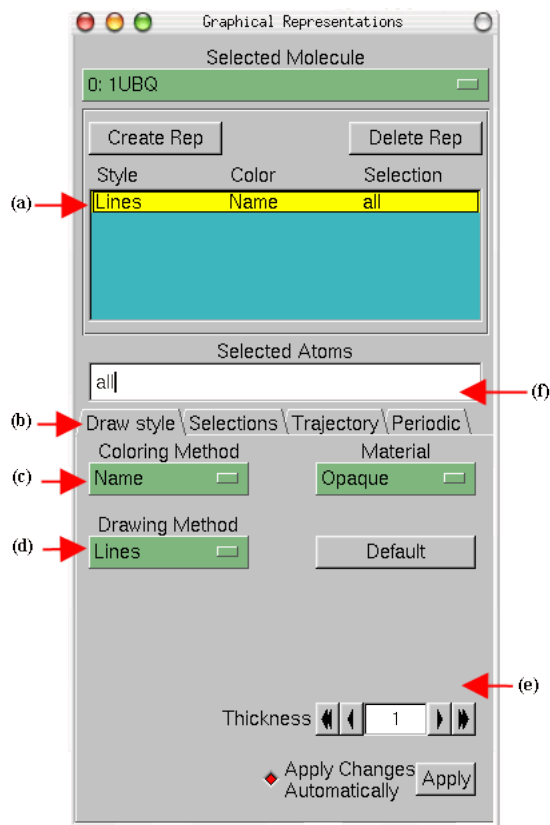 Graphical Representations
Selected Molecule
0: 1UBQ
Create Rep Delete Rep
Style Color Selection
(a) Lines Name all
Selected Atoms
all (f)
(b) Draw style Selections Trajectory Periodic
Coloring Method Material
(c) Name Opaque
Drawing Method
(d) Lines Default
(e)
Thickness 1
Apply Changes
Automatically Apply